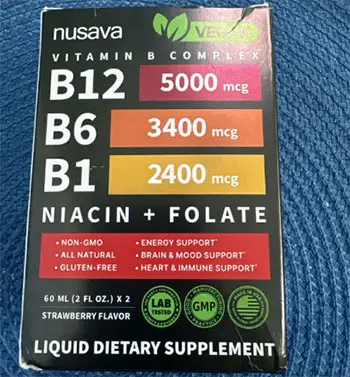 nusava
VEGAN
VITAMIN B COMPLEX
B12 5000 mcg
B6 3400 mcg
B1 2400 mcg
NIACIN + FOLATE
• NON-GMO • ENERGY SUPPORT*
• ALL NATURAL • BRAIN & MOOD SUPPORT*
• GLUTEN-FREE • HEART & IMMUNE SUPPORT*
60 ML (2 FL OZ.) X 2
STRAWBERRY FLAVOR
LAB
TESTED
GMP
LIQUID DIETARY SUPPLEMENT